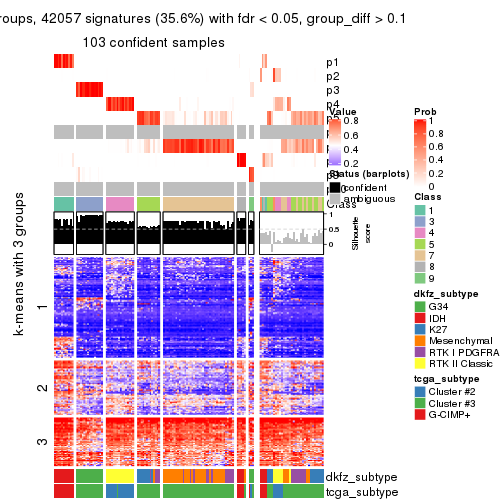 roups, 42057 signatures (35.6%) with fdr < 0.05, group_diff > 0.1
103 confident samples
p1
p2
p3
p4
Class
1
0.5
0
Silhouette
score
k-means with 3 groups
1
2
3
dkfz_subtype
tcga_subtype
Value
0.8
0.6
0.4
0.2
Status (barplots)
confident
ambiguous
Prob
1
0.8
0.6
0.4
0.2
0
Class
1
3
4
5
7
8
9
dkfz_subtype
G34
IDH
K27
Mesenchymal
RTK I PDGFRA
RTK II Classic
tcga_subtype
Cluster #2
Cluster #3
G-CIMP+